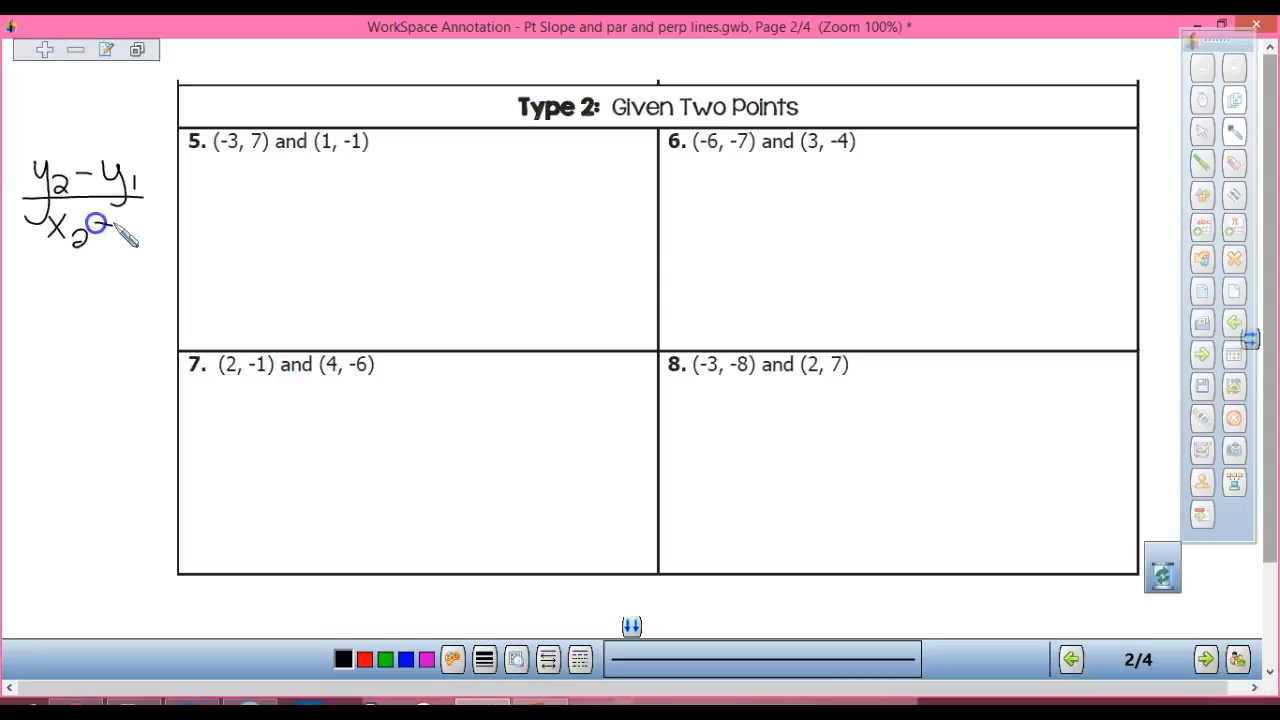 WorkSpace Annotation - Pt Slope and par and perp lines.gwb, Page 2/4 (Zoom 100%) *
Type 2: Given Two Points
5. (-3, 7) and (1, -1)
6. (-6, -7) and (3, -4)
y2 - y1
x2 -
7. (2, -1) and (4, -6)
8. (-3, -8) and (2, 7)
abc
π
2/4